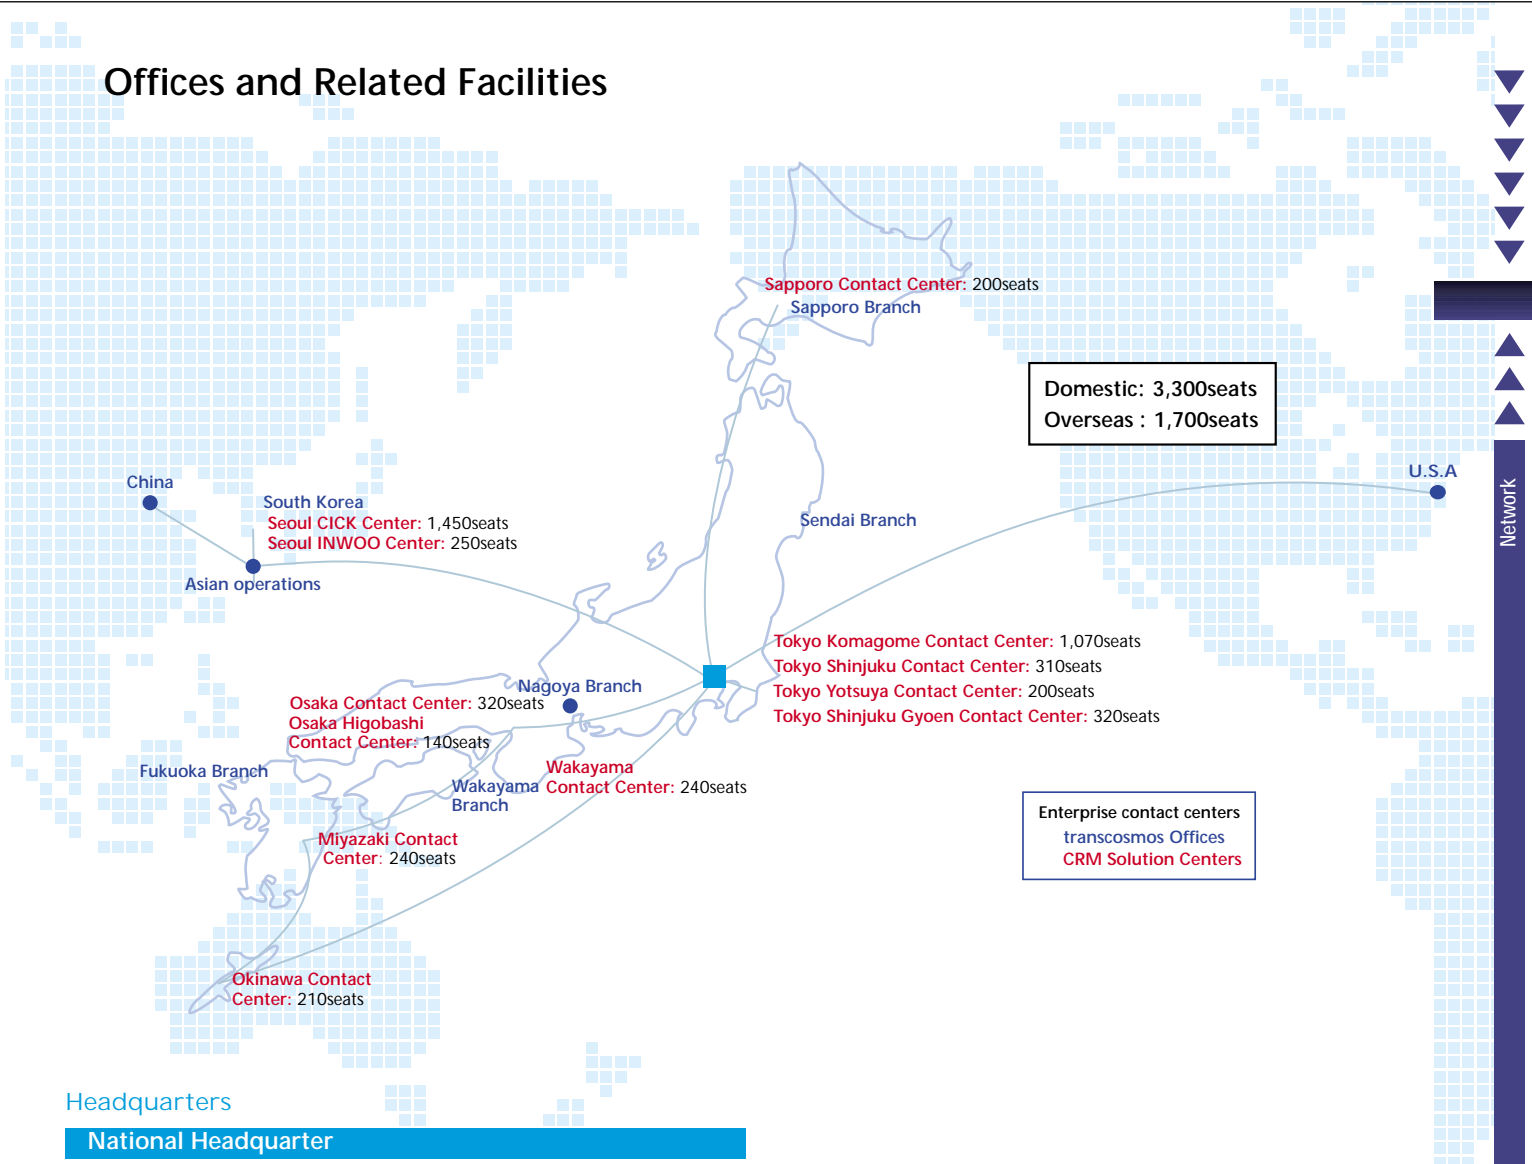 Offices and Related Facilities
Sapporo Contact Center: 200seats
Sapporo Branch
Domestic: 3,300seats
Overseas : 1,700seats
China
South Korea
Seoul CICK Center: 1,450seats
Seoul INWOO Center: 250seats
Asian operations
Sendai Branch
U.S.A
Network
Tokyo Komagome Contact Center: 1,070seats
Tokyo Shinjuku Contact Center: 310seats
Tokyo Yotsuya Contact Center: 200seats
Tokyo Shinjuku Gyoen Contact Center: 320seats
Nagoya Branch
Osaka Contact Center: 320seats
Osaka Higobashi
Contact Center: 140seats
Fukuoka Branch
Wakayama
Branch
Wakayama
Contact Center: 240seats
Miyazaki Contact
Center: 240seats
Enterprise contact centers
transcosmos Offices
CRM Solution Centers
Okinawa Contact
Center: 210seats
Headquarters
National Headquarter